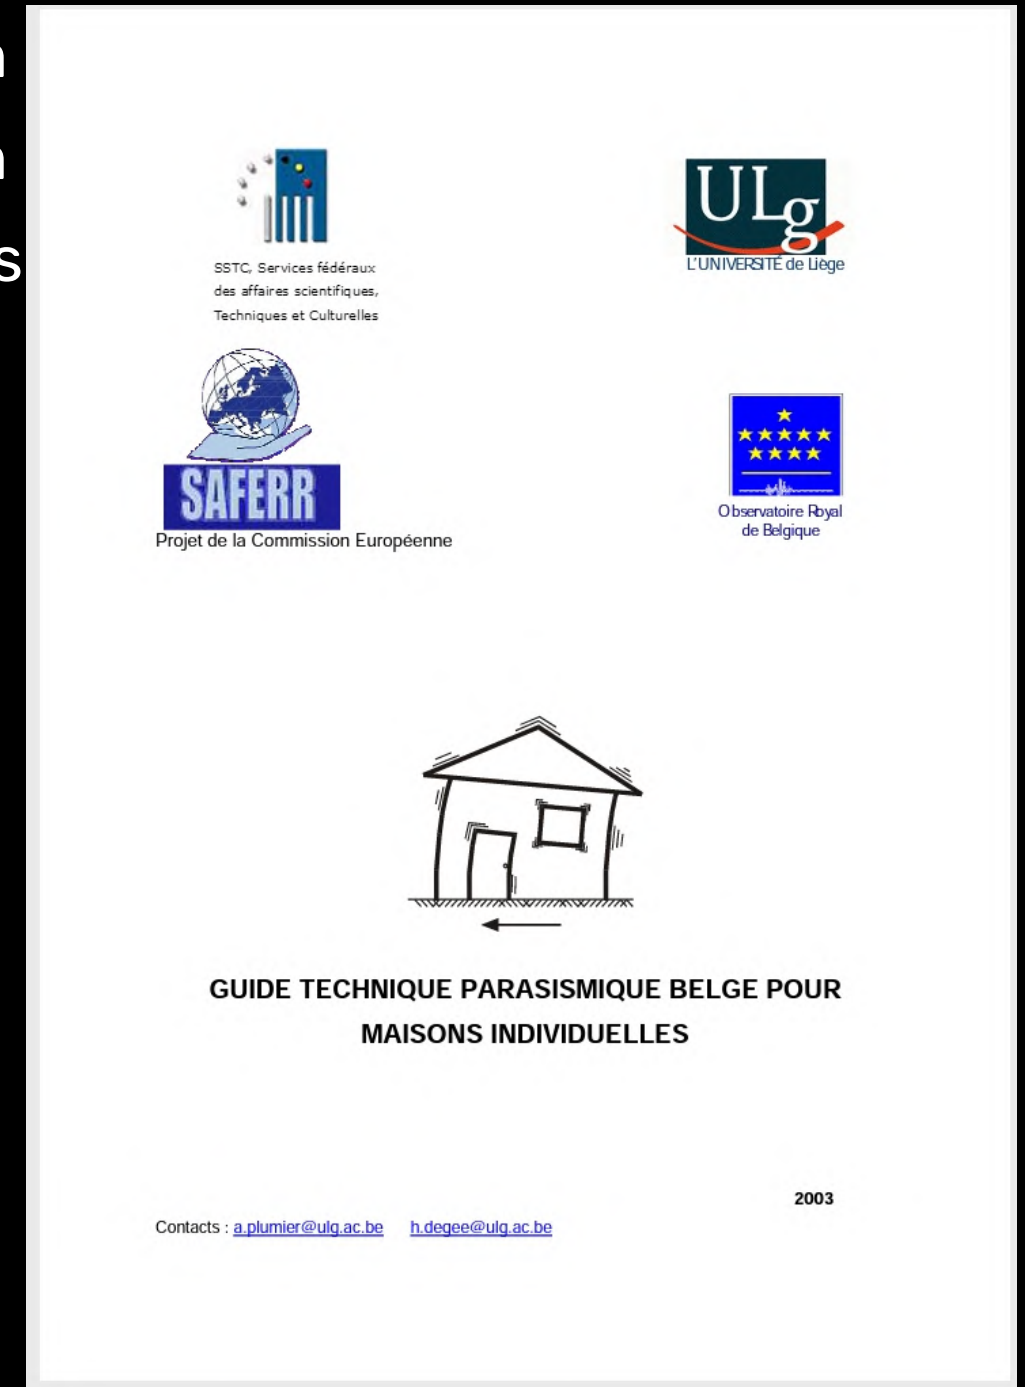 n
n
s
SSTC, Services fédéraux
des affaires scientifiques,
Techniques et Culturelles
ULg
L'UNIVERSITÉ de Liège
SAFERR
Projet de la Commission Européenne
Observatoire Royal
de Belgique
GUIDE TECHNIQUE PARASISMIQUE BELGE POUR
MAISONS INDIVIDUELLES
2003
Contacts : a.plumier@ulg.ac.be h.degee@ulg.ac.be